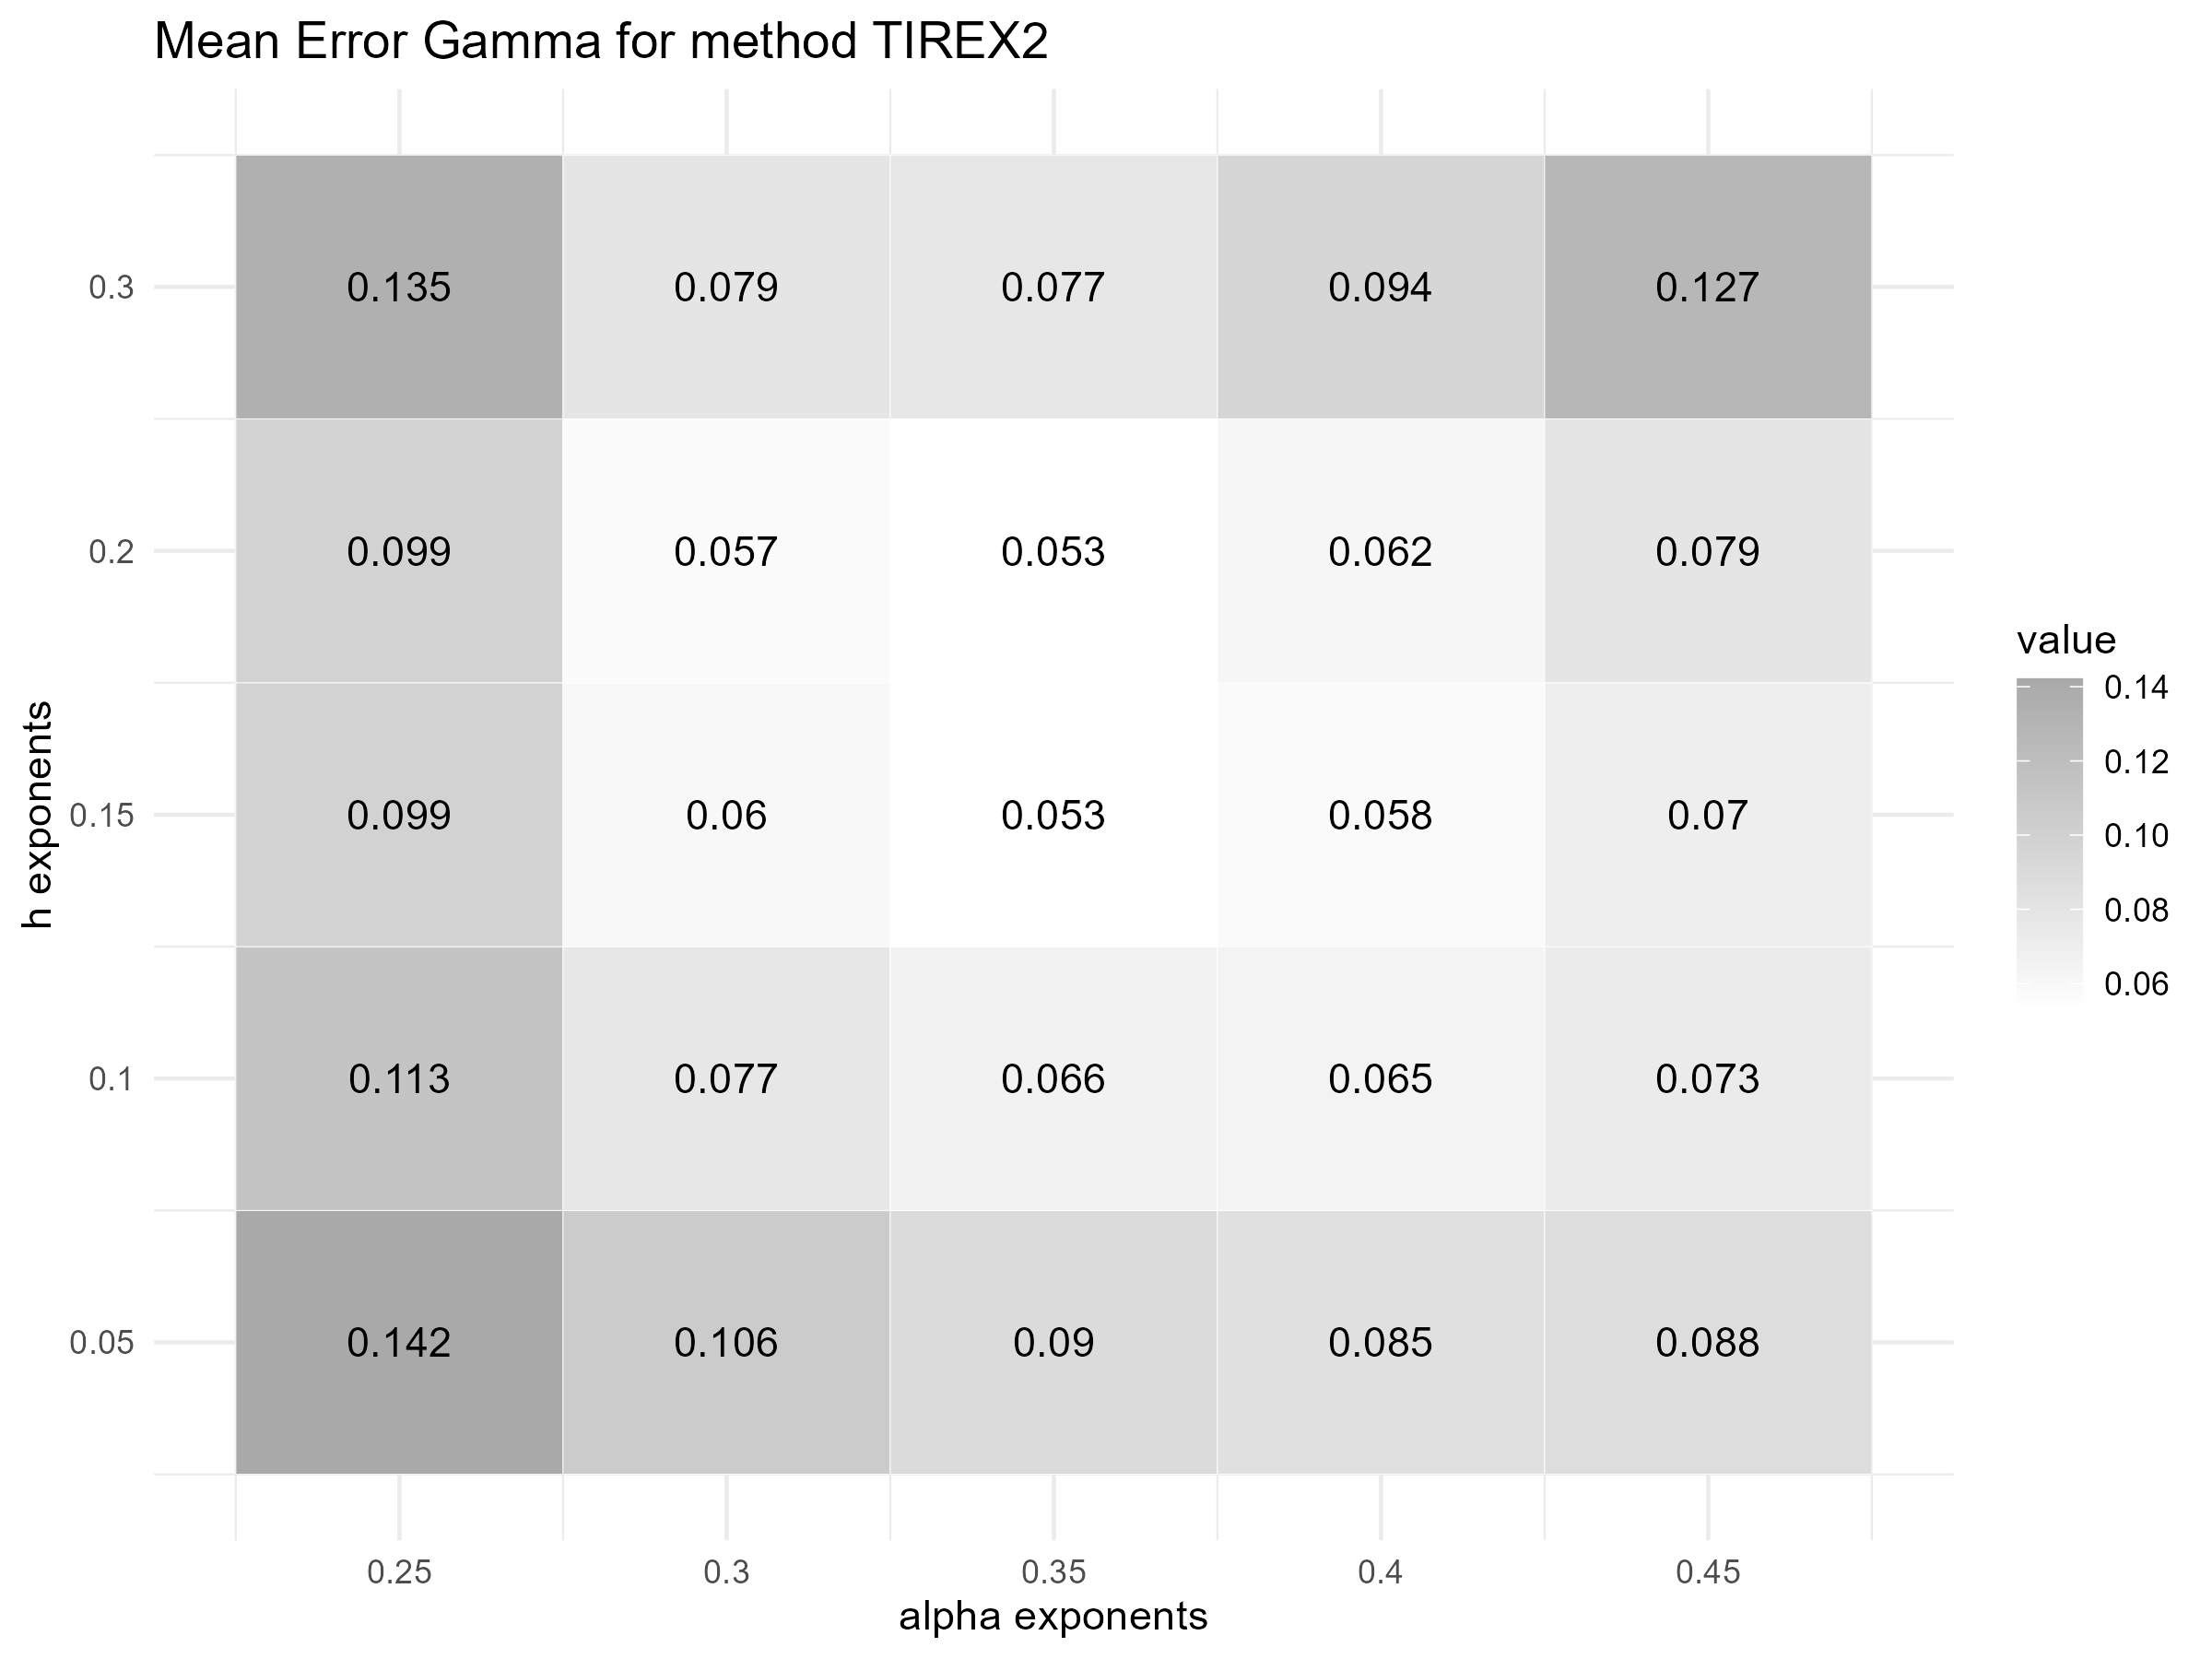 Mean Error Gamma for method TIREX2
h exponents
0.3
0.135 0.079 0.077 0.094 0.127
0.2
0.099 0.057 0.053 0.062 0.079
0.15
0.099 0.06 0.053 0.058 0.07
0.1
0.113 0.077 0.066 0.065 0.073
0.05
0.142 0.106 0.09 0.085 0.088
0.25 0.3 0.35 0.4 0.45
alpha exponents
value
0.14
0.12
0.10
0.08
0.06